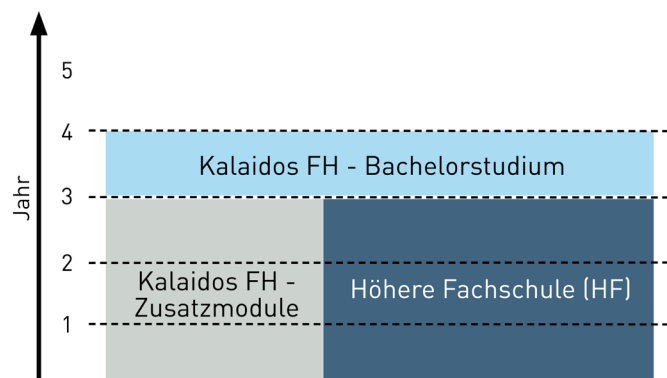 5
4
Kalaidos FH - Bachelorstudium
3
Jahr
2
Kalaidos FH -
Zusatzmodule
Höhere Fachschule (HF)
1